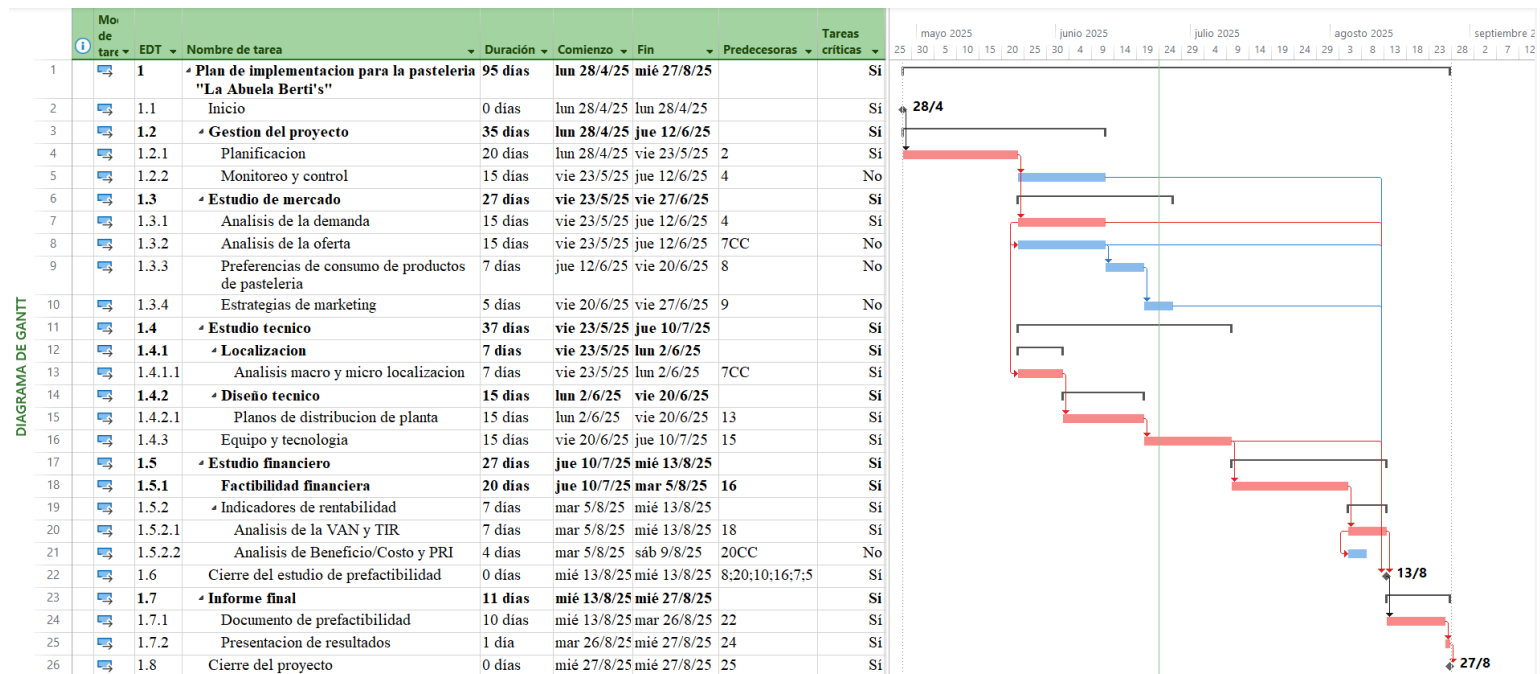 DIAGRAMA DE GANTT
Mo de tare EDT Nombre de tarea Duración Comienzo Fin Predecesoras Tareas críticas
mayo 2025 junio 2025 julio 2025 agosto 2025 septiembre 2
25 30 5 10 15 20 25 30 4 9 14 19 24 29 4 9 14 19 24 29 3 8 13 18 23 28 2 7 12
1 1 Plan de implementacion para la pasteleria 95 días lun 28/4/25 mié 27/8/25 Sí
"La Abuela Berti's"
2 1.1 Inicio 0 días lun 28/4/25 lun 28/4/25 Sí 28/4
3 1.2 Gestion del proyecto 35 días lun 28/4/25 jue 12/6/25 Sí
4 1.2.1 Planificacion 20 días lun 28/4/25 vie 23/5/25 2 Sí
5 1.2.2 Monitoreo y control 15 días vie 23/5/25 jue 12/6/25 4 No
6 1.3 Estudio de mercado 27 días vie 23/5/25 vie 27/6/25 Sí
7 1.3.1 Analisis de la demanda 15 días vie 23/5/25 jue 12/6/25 4 Sí
8 1.3.2 Analisis de la oferta 15 días vie 23/5/25 jue 12/6/25 7CC No
9 1.3.3 Preferencias de consumo de productos 7 días jue 12/6/25 vie 20/6/25 8 No
de pasteleria
10 1.3.4 Estrategias de marketing 5 días vie 20/6/25 vie 27/6/25 9 No
11 1.4 Estudio tecnico 37 días vie 23/5/25 jue 10/7/25 Sí
12 1.4.1 Localizacion 7 días vie 23/5/25 lun 2/6/25 Sí
13 1.4.1.1 Analisis macro y micro localizacion 7 días vie 23/5/25 lun 2/6/25 7CC Sí
14 1.4.2 Diseño tecnico 15 días lun 2/6/25 vie 20/6/25 Sí
15 1.4.2.1 Planos de distribucion de planta 15 días lun 2/6/25 vie 20/6/25 13 Sí
16 1.4.3 Equipo y tecnologia 15 días vie 20/6/25 jue 10/7/25 15 Sí
17 1.5 Estudio financiero 27 días jue 10/7/25 mié 13/8/25 Sí
18 1.5.1 Factibilidad financiera 20 días jue 10/7/25 mar 5/8/25 16 Sí
19 1.5.2 Indicadores de rentabilidad 7 días mar 5/8/25 mié 13/8/25 Sí
20 1.5.2.1 Analisis de la VAN y TIR 7 días mar 5/8/25 mié 13/8/25 18 Sí
21 1.5.2.2 Analisis de Beneficio/Costo y PRI 4 días mar 5/8/25 sáb 9/8/25 20CC No
22 1.6 Cierre del estudio de prefactibilidad 0 días mié 13/8/25 mié 13/8/25 8;20;10;16;7;5 Sí 13/8
23 1.7 Informe final 11 días mié 13/8/25 mié 27/8/25 Sí
24 1.7.1 Documento de prefactibilidad 10 días mié 13/8/25 mar 26/8/25 22 Sí
25 1.7.2 Presentacion de resultados 1 día mar 26/8/25 mié 27/8/25 24 Sí
26 1.8 Cierre del proyecto 0 días mié 27/8/25 mié 27/8/25 25 Sí 27/8